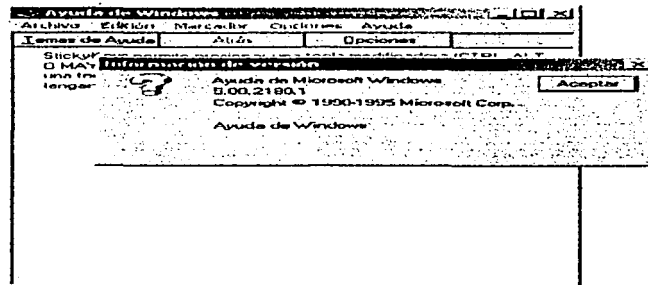 Ayuda de Windows
Archivo Edición Marcador Opciones Ayuda
Temas de Ayuda Atrás Opciones
Información de versión
Ayuda de Microsoft Windows
Copyright © 1990-1995 Microsoft Corp.
Ayuda de Windows
Aceptar